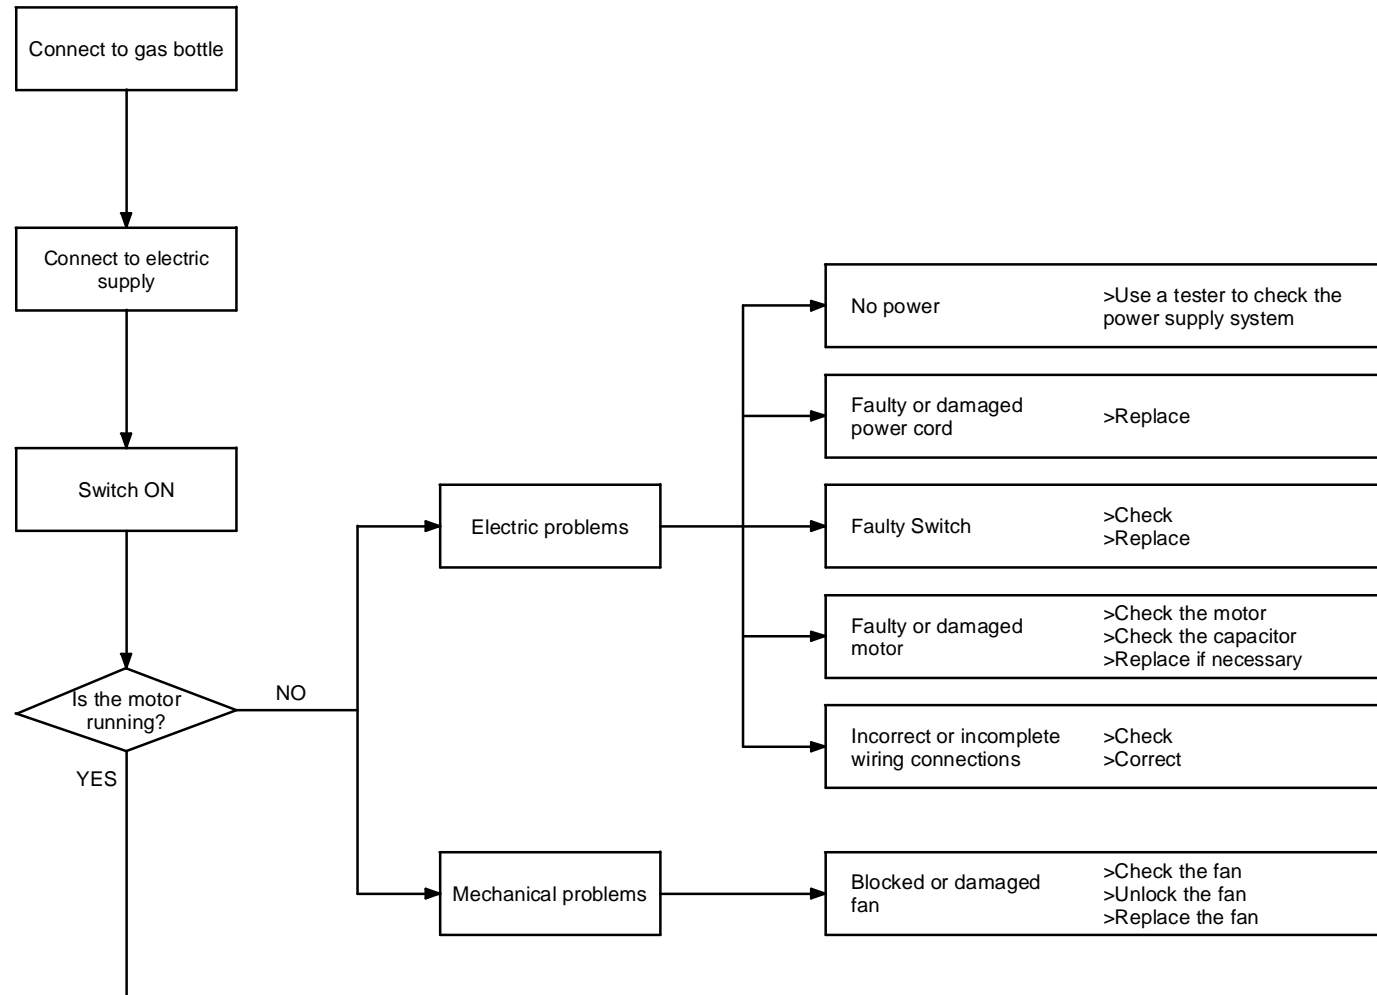 Connect to gas bottle
Connect to electric
supply
Switch ON
Is the motor
running?
NO
YES
Electric problems
Mechanical problems
No power
>Use a tester to check the
power supply system
Faulty or damaged
power cord
>Replace
Faulty Switch
>Check
>Replace
Faulty or damaged
motor
>Check the motor
>Check the capacitor
>Replace if necessary
Incorrect or incomplete
wiring connections
>Check
>Correct
Blocked or damaged
fan
>Check the fan
>Unlock the fan
>Replace the fan